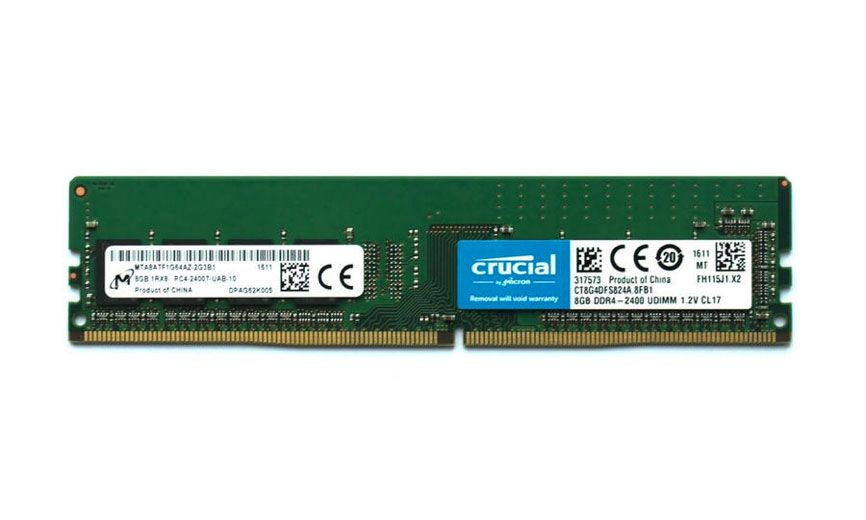 MTA8ATF1G64AZ-2G3B1 1611
8GB 1RX8 PC4-2400T-UAB-10
Product of CHINA DPAG62K005
CE
crucial
by Micron
Removal will void warranty
CE 20 1611
MT
317573 Product of China FH115J1.X2
CT8G4DFS824A.8FB1
8GB DDR4-2400 UDIMM 1.2V CL17